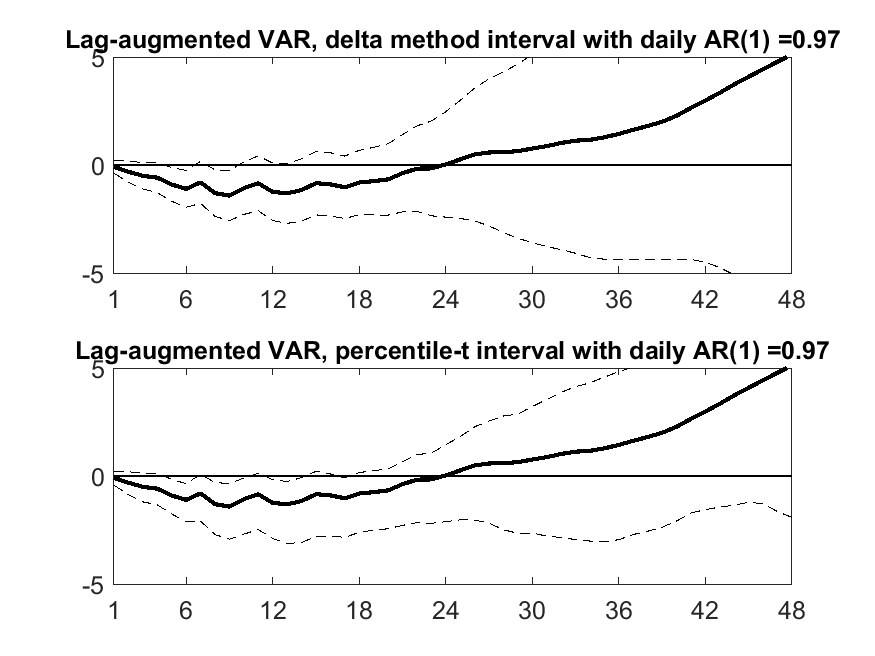 Lag-augmented VAR, delta method interval with daily AR(1) =0.97
5
0
-5
1 6 12 18 24 30 36 42 48
Lag-augmented VAR, percentile-t interval with daily AR(1) =0.97
5
0
-5
1 6 12 18 24 30 36 42 48